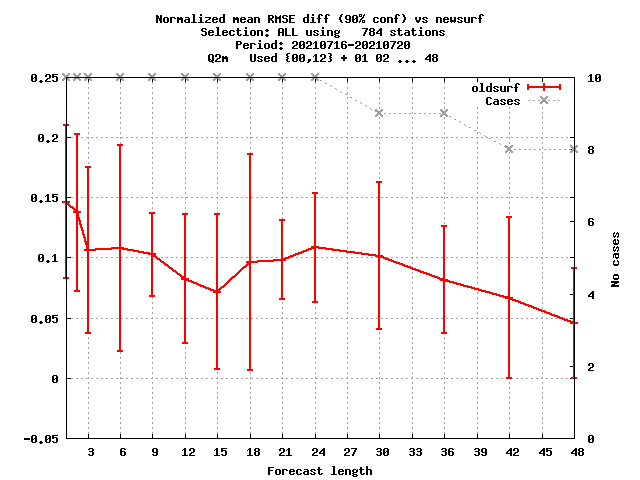 Normalized mean RMSE diff (90% conf) vs newsurf
Selection: ALL using   784 stations
Period: 20210716-20210720
Q2m   Used {00,12} + 01 02 ... 48
0.25
0.2
0.15
0.1
0.05
0
-0.05
oldsurf
Cases
10
8
6
4
2
0
No cases
3 6 9 12 15 18 21 24 27 30 33 36 39 42 45 48
Forecast length